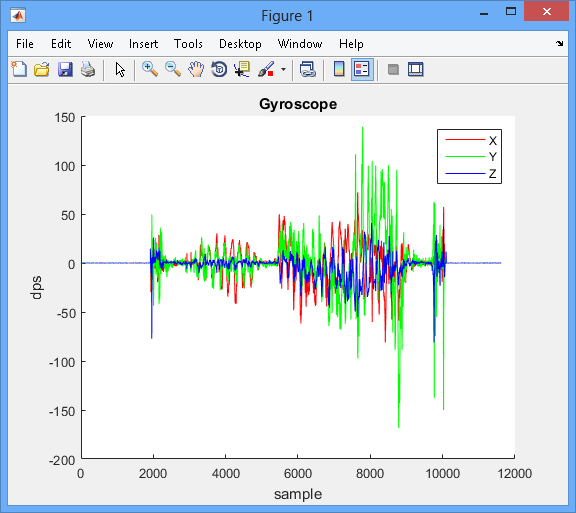 Figure 1
File Edit View Insert Tools Desktop Window Help
Gyroscope
X
Y
Z
150
100
50
0
-50
-100
-150
-200
dps
0 2000 4000 6000 8000 10000 12000
sample